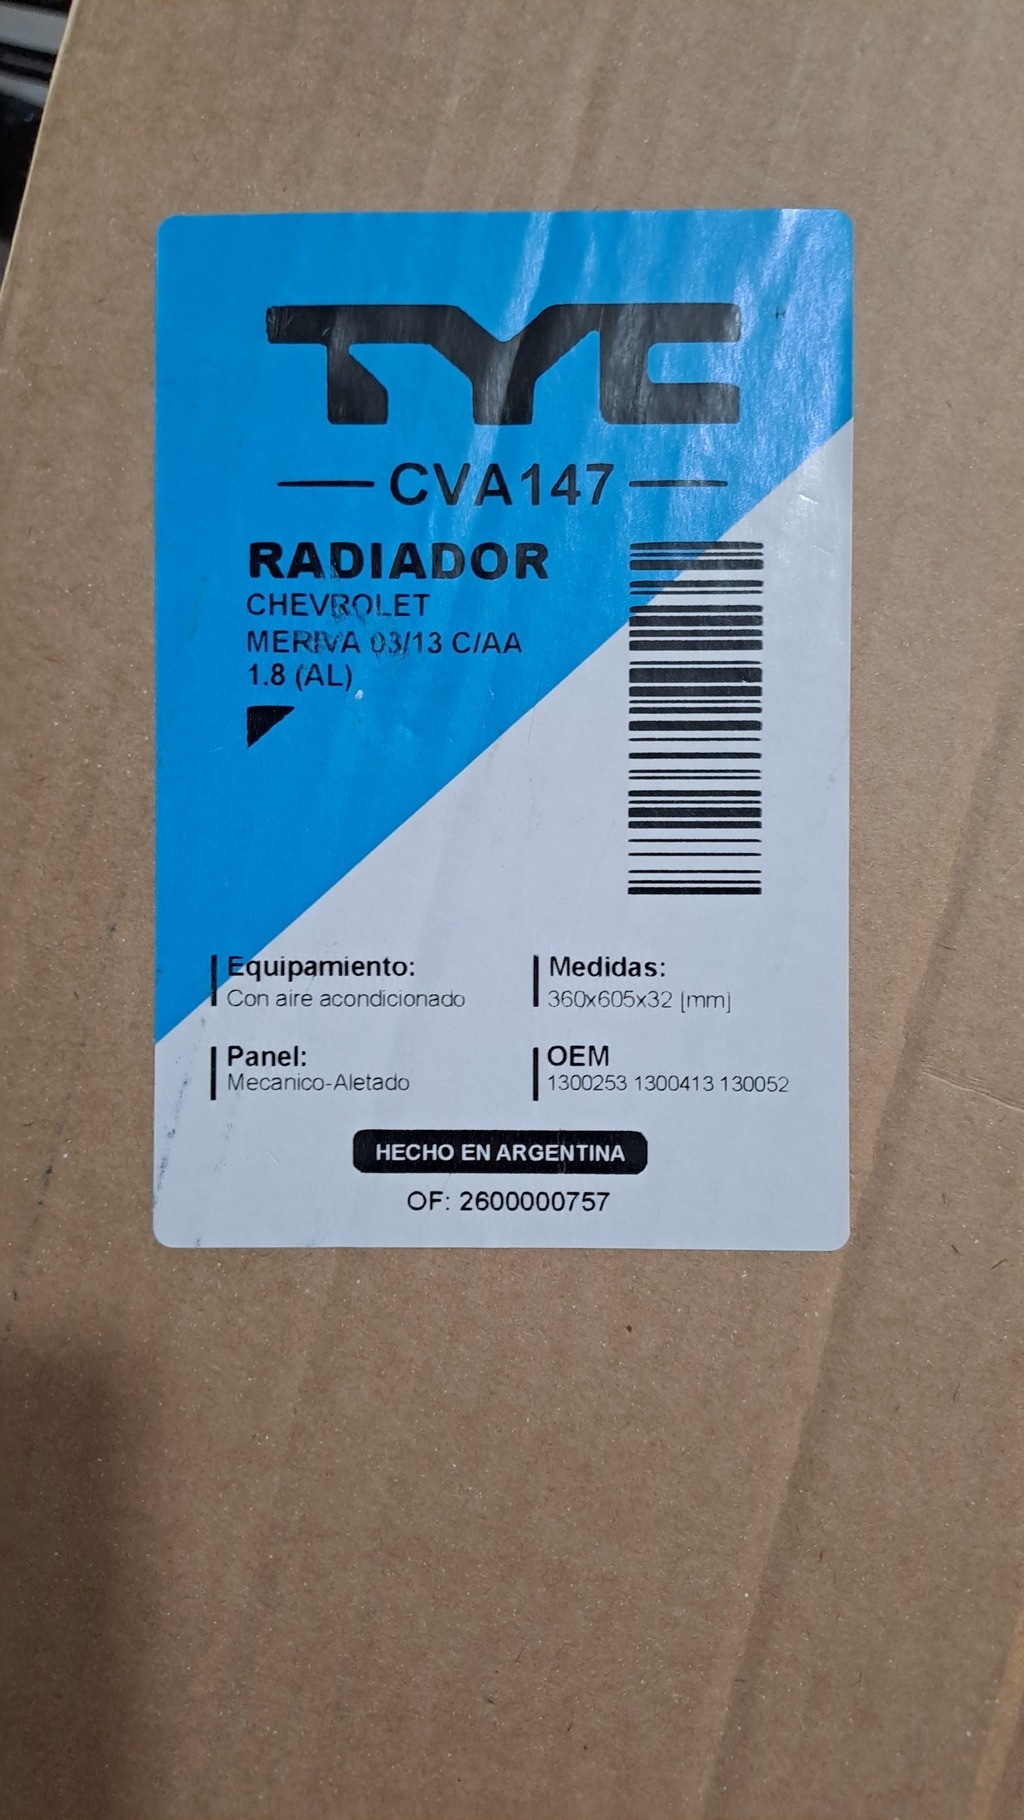 TYC
CVA147
RADIADOR
CHEVROLET
MERIVA 03/13 C/AA
1.8 (AL)
Equipamiento:
Con aire acondicionado
Medidas:
360x605x32 [mm]
Panel:
Mecanico-Aletado
OEM
1300253 1300413 130052
HECHO EN ARGENTINA
OF: 2600000757